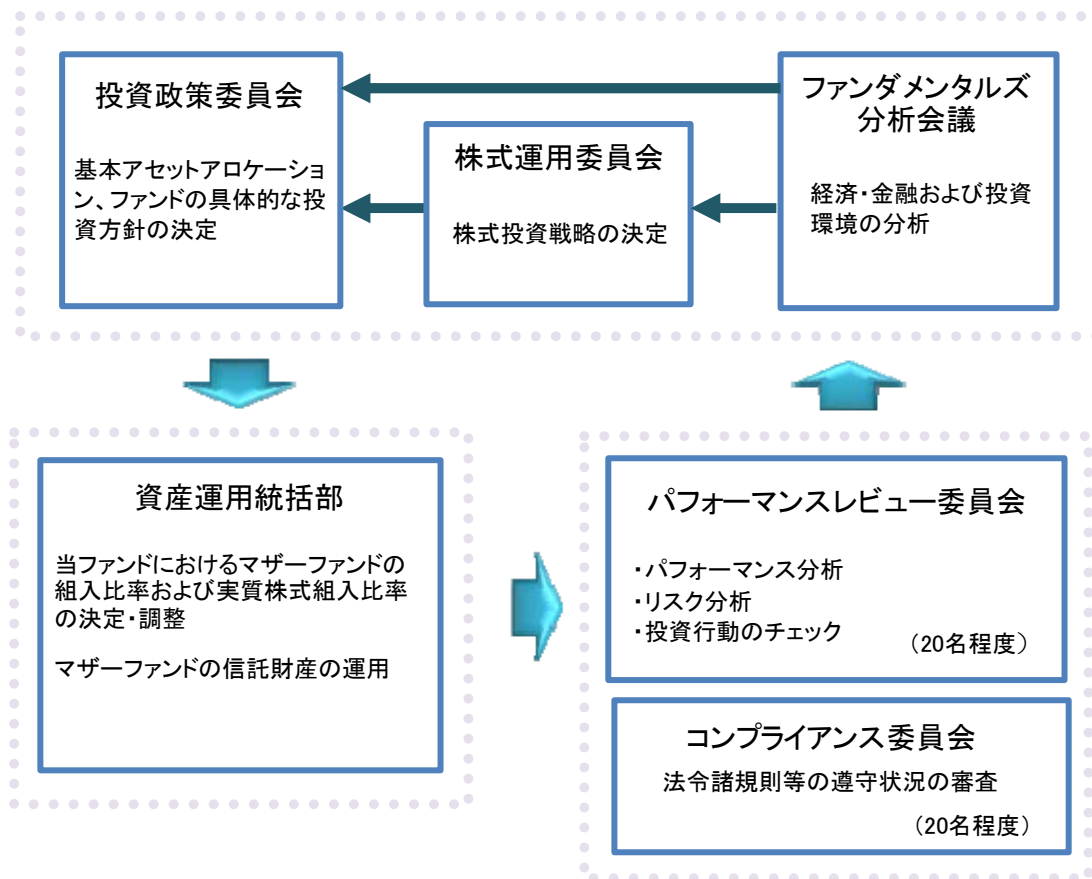 投資政策委員会
基本アセットアロケーショ
ン、ファンドの具体的な投
資方針の決定
株式運用委員会
株式投資戦略の決定
ファンダメンタルズ
分析会議
経済・金融および投資
環境の分析
資産運用統括部
当ファンドにおけるマザーファンドの
組入比率および実質株式組入比率
の決定・調整
マザーファンドの信託財産の運用
パフォーマンスレビュー委員会
・パフォーマンス分析
・リスク分析
・投資行動のチェック
（20名程度）
コンプライアンス委員会
法令諸規則等の遵守状況の審査
（20名程度）